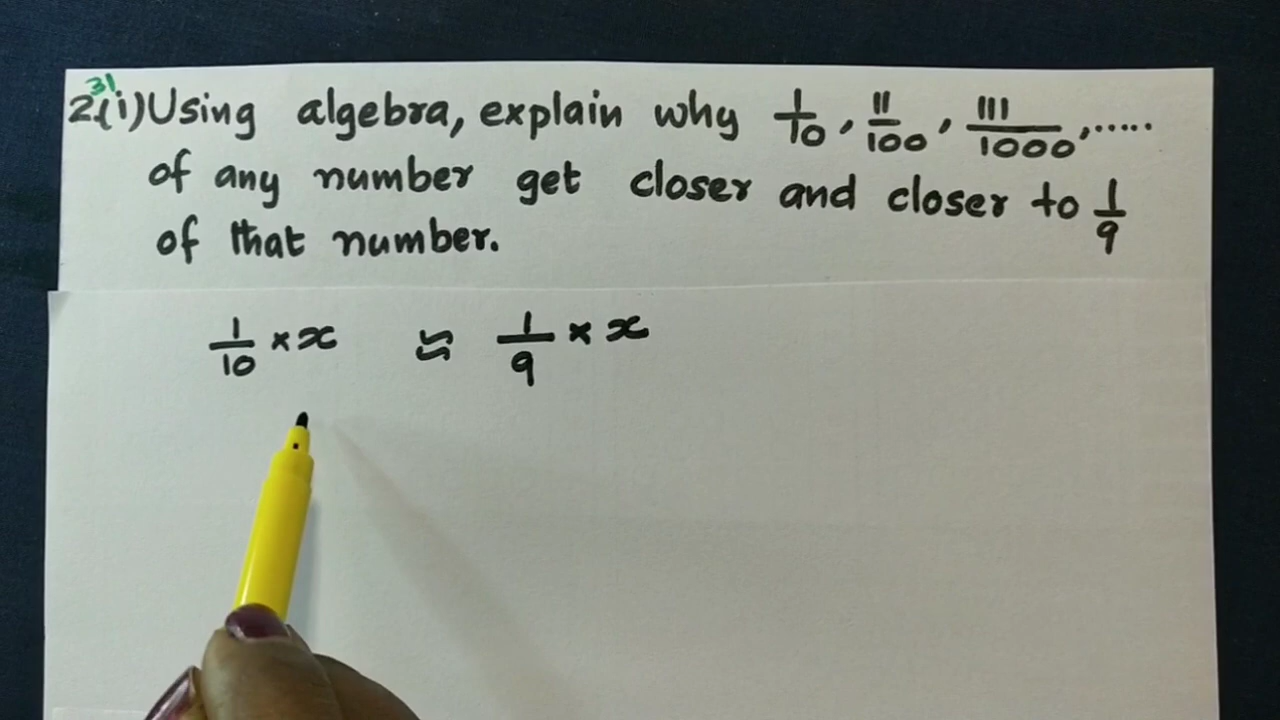 31
2(i) Using algebra, explain why 1/10, 11/100, 111/1000, .....
of any number get closer and closer to 1/9
of that number.
1/10 × x ≈ 1/9 × x